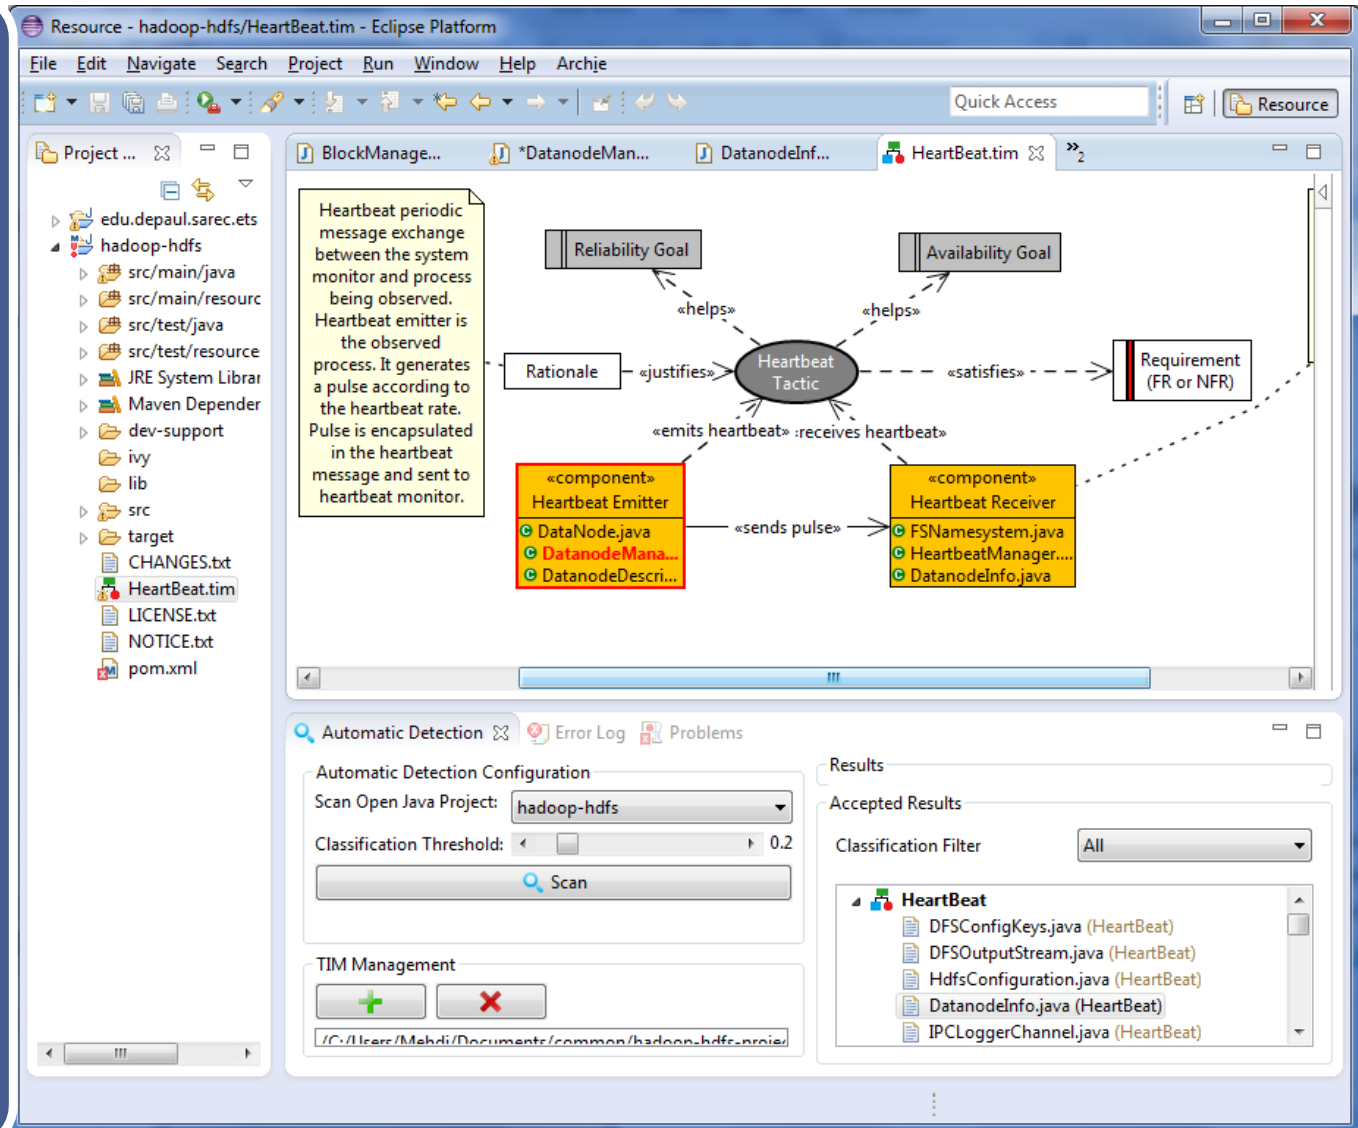 Resource - hadoop-hdfs/HeartBeat.tim - Eclipse Platform
File Edit Navigate Search Project Run Window Help Archie
Quick Access
Resource
Project ...
BlockManage...
*DatanodeMan...
DatanodeInf...
HeartBeat.tim
»2
edu.depaul.sarec.ets
hadoop-hdfs
src/main/java
src/main/resourc
src/test/java
src/test/resource
JRE System Librar
Maven Depender
dev-support
ivy
lib
src
target
CHANGES.txt
HeartBeat.tim
LICENSE.txt
NOTICE.txt
pom.xml
Heartbeat periodic
message exchange
between the system
monitor and process
being observed.
Heartbeat emitter is
the observed
process. It generates
a pulse according to
the heartbeat rate.
Pulse is encapsulated
in the heartbeat
message and sent to
heartbeat monitor.
Reliability Goal
Availability Goal
«helps»
«helps»
Rationale
«justifies»
Heartbeat
Tactic
«satisfies»
Requirement
(FR or NFR)
«emits heartbeat»
:receives heartbeat»
«component»
Heartbeat Emitter
DataNode.java
DatanodeMana...
DatanodeDescri...
«sends pulse»
«component»
Heartbeat Receiver
FSNamesystem.java
HeartbeatManager....
DatanodeInfo.java
Automatic Detection
Error Log
Problems
Automatic Detection Configuration
Scan Open Java Project: hadoop-hdfs
Classification Threshold: 0.2
Scan
TIM Management
/C:/Users/Mehdi/Documents/common/hadoop-hdfs-projec
Results
Accepted Results
Classification Filter All
HeartBeat
DFSConfigKeys.java (HeartBeat)
DFSOutputStream.java (HeartBeat)
HdfsConfiguration.java (HeartBeat)
DatanodeInfo.java (HeartBeat)
IPCLoggerChannel.java (HeartBeat)